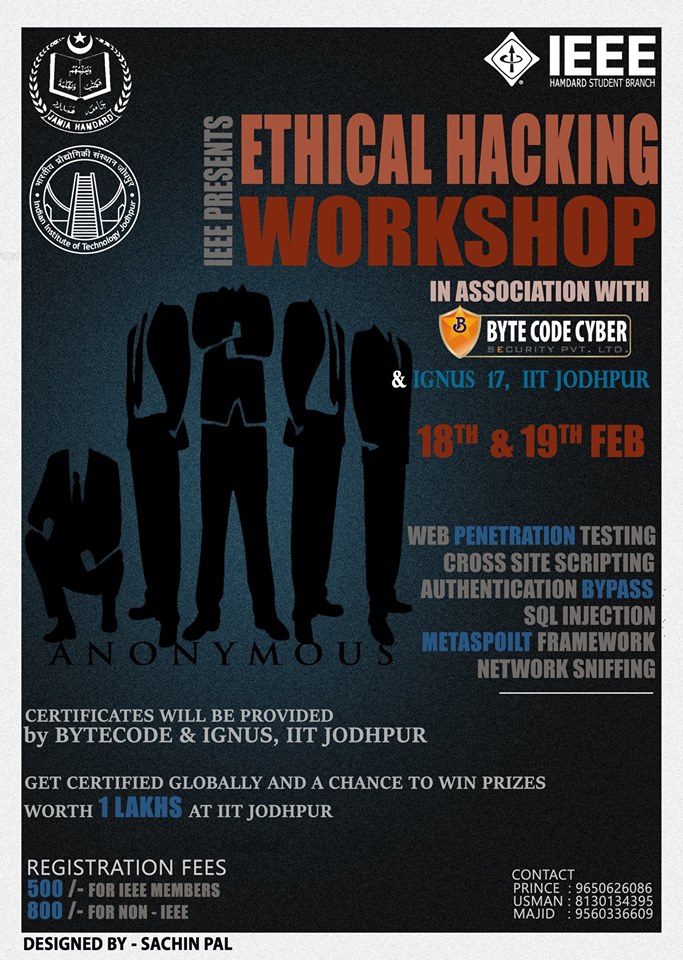 JAMIA HAMDARD
IEEE
HAMDARD STUDENT BRANCH
भारतीय प्रौद्योगिकी संस्थान जोधपुर
Indian Institute of Technology Jodhpur
IEEE PRESENTS
ETHICAL HACKING
WORKSHOP
IN ASSOCIATION WITH
B BYTE CODE CYBER
SECURITY PVT. LTD.
& IGNUS 17, IIT JODHPUR
18TH & 19TH FEB
WEB PENETRATION TESTING
CROSS SITE SCRIPTING
AUTHENTICATION BYPASS
SQL INJECTION
METASPOILT FRAMEWORK
NETWORK SNIFFING
ANONYMOUS
CERTIFICATES WILL BE PROVIDED
by BYTECODE & IGNUS, IIT JODHPUR
GET CERTIFIED GLOBALLY AND A CHANCE TO WIN PRIZES
WORTH 1 LAKHS AT IIT JODHPUR
REGISTRATION FEES
500 /- FOR IEEE MEMBERS
800 /- FOR NON - IEEE
CONTACT
PRINCE : 9650626086
USMAN : 8130134395
MAJID : 9560336609
DESIGNED BY - SACHIN PAL